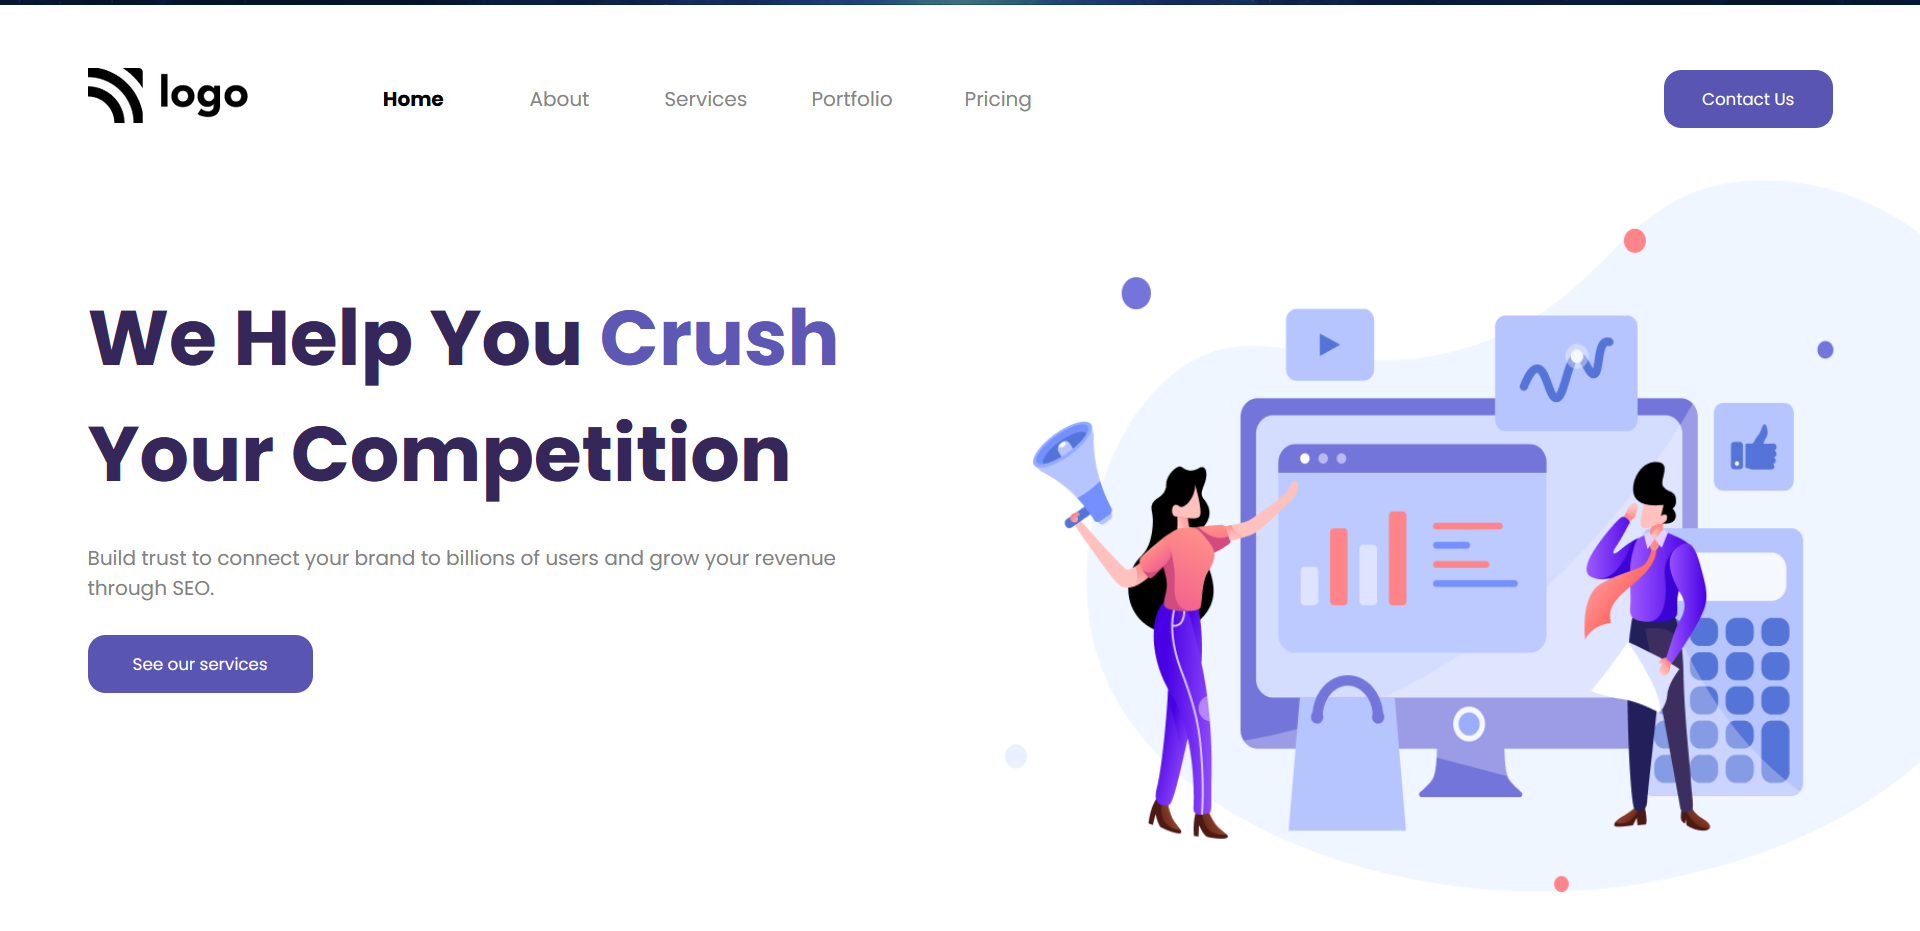 logo
Home About Services Portfolio Pricing
Contact Us
We Help You Crush
Your Competition
Build trust to connect your brand to billions of users and grow your revenue
through SEO.
See our services